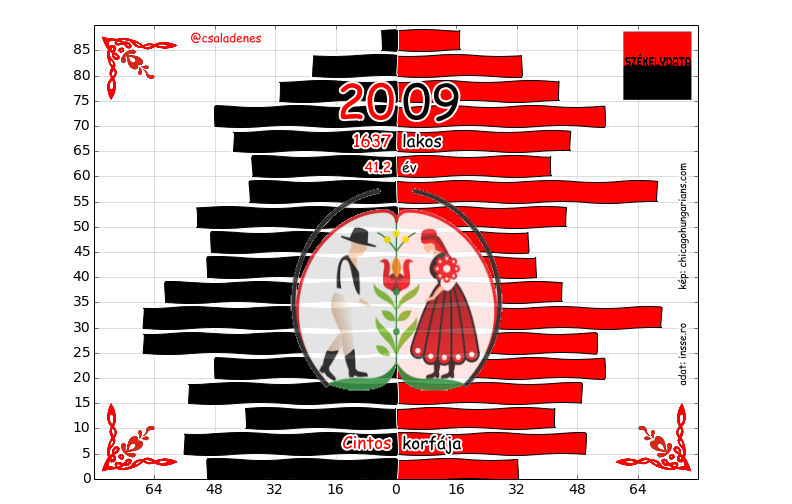 @csaladenes
SZÉKELYDATA
2009
1637 lakos
41,2 év
kép: chicagohungarians.com
adat: insse.ro
Cintos korfája
85
80
75
70
65
60
55
50
45
40
35
30
25
20
15
10
5
0
64 48 32 16 0 16 32 48 64